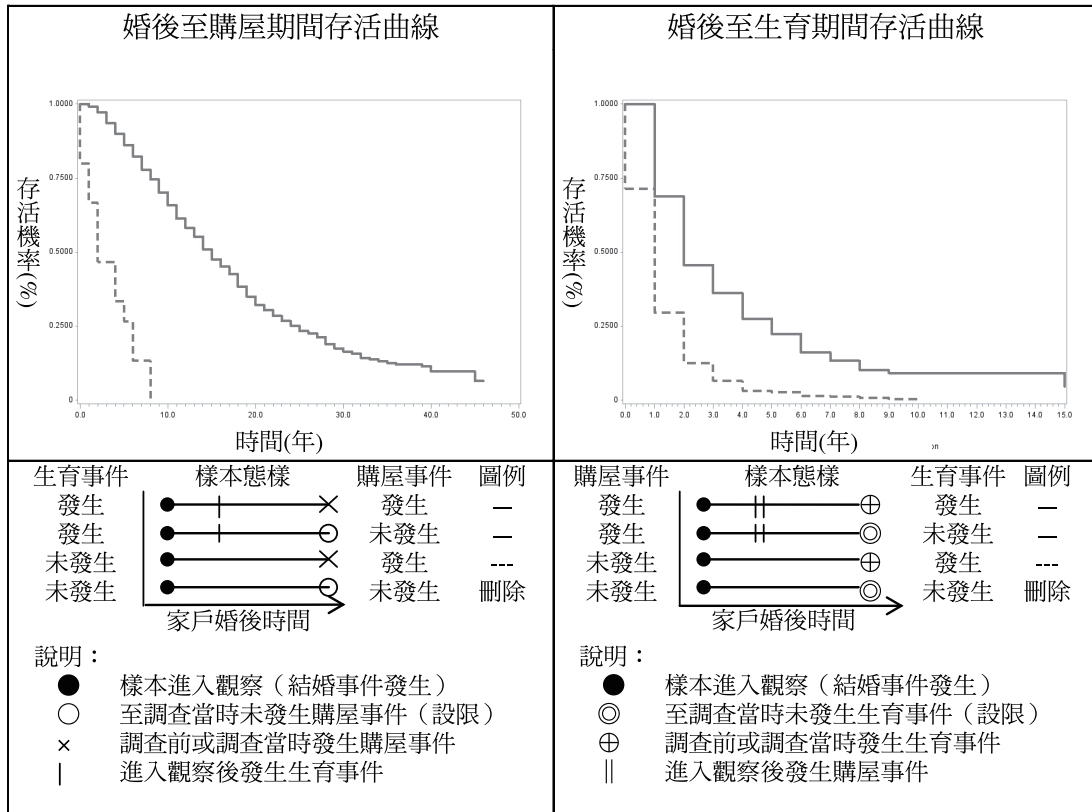 婚後至購屋期間存活曲線
1.0000
0.7500
0.5000
0.2500
0
存活機率(%)
0.0 10.0 20.0 30.0 40.0 50.0
時間(年)
生育事件 樣本態樣 購屋事件 圖例
發生 發生 —
發生 未發生 —
未發生 發生 ---
未發生 未發生 刪除
家戶婚後時間
說明：
● 樣本進入觀察（結婚事件發生）
○ 至調查當時未發生購屋事件（設限）
× 調查前或調查當時發生購屋事件
| 進入觀察後發生生育事件
婚後至生育期間存活曲線
1.0000
0.7500
0.5000
0.2500
0
存活機率(%)
0.0 1.0 2.0 3.0 4.0 5.0 6.0 7.0 8.0 9.0 10.0 11.0 12.0 13.0 14.0 15.0
時間(年)
on
購屋事件 樣本態樣 生育事件 圖例
發生 發生 —
發生 未發生 —
未發生 發生 ---
未發生 未發生 刪除
家戶婚後時間
說明：
● 樣本進入觀察（結婚事件發生）
◎ 至調查當時未發生生育事件（設限）
⊕ 調查前或調查當時發生生育事件
|| 進入觀察後發生購屋事件